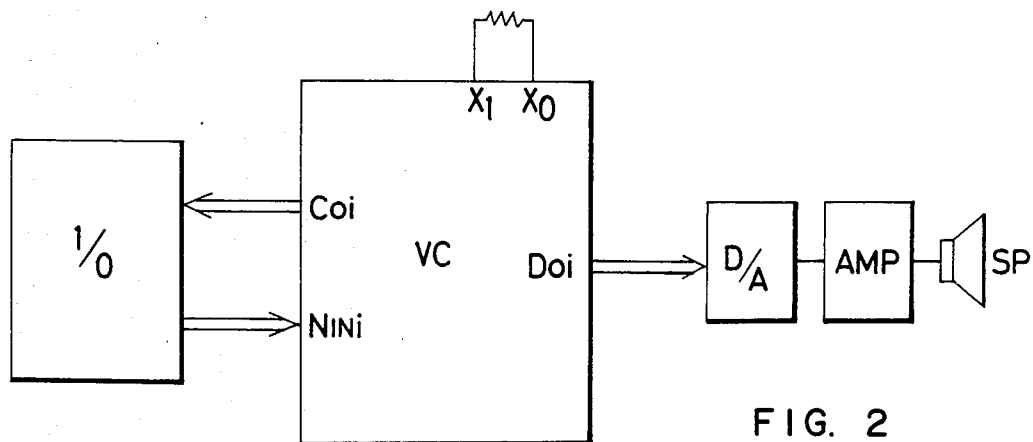 X1 X0
Coi
1/0
VC
Doi
D/A
AMP
SP
NINi
FIG. 2